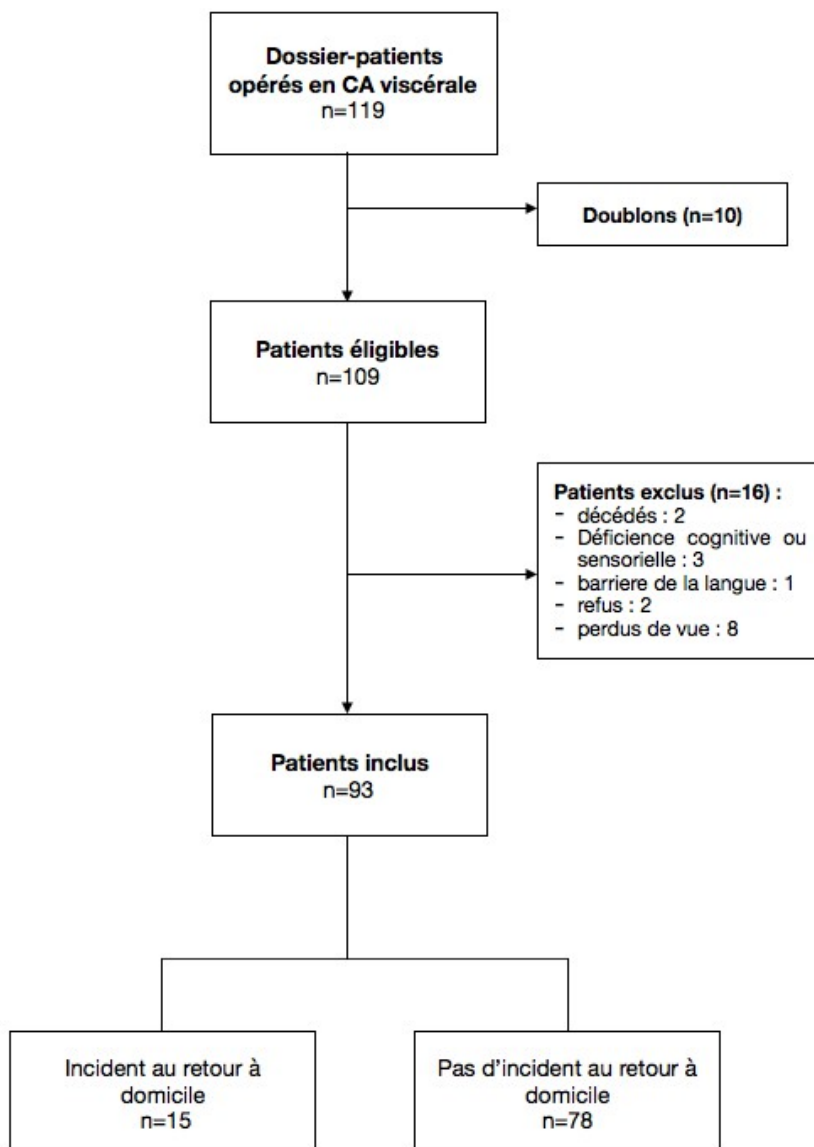 Dossier-patients
opérés en CA viscérale
n=119
Doublons (n=10)
Patients éligibles
n=109
Patients exclus (n=16) :
- décédés : 2
- Déficience cognitive ou
sensorielle : 3
- barriere de la langue : 1
- refus : 2
- perdus de vue : 8
Patients inclus
n=93
Incident au retour à
domicile
n=15
Pas d'incident au retour à
domicile
n=78